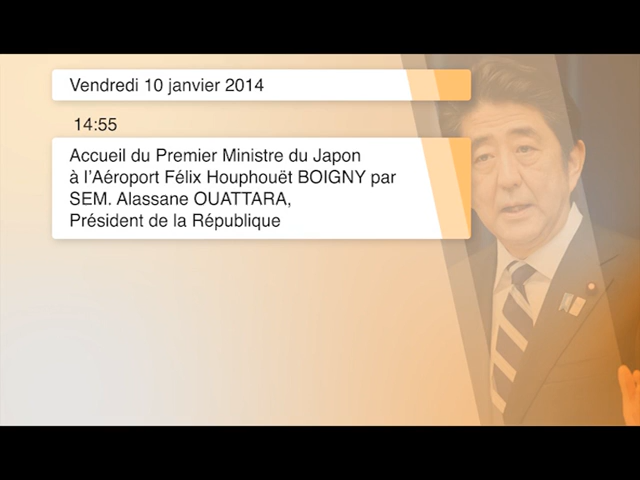 Vendredi 10 janvier 2014
14:55
Accueil du Premier Ministre du Japon
à l'Aéroport Félix Houphouët BOIGNY par
SEM. Alassane OUATTARA,
Président de la République